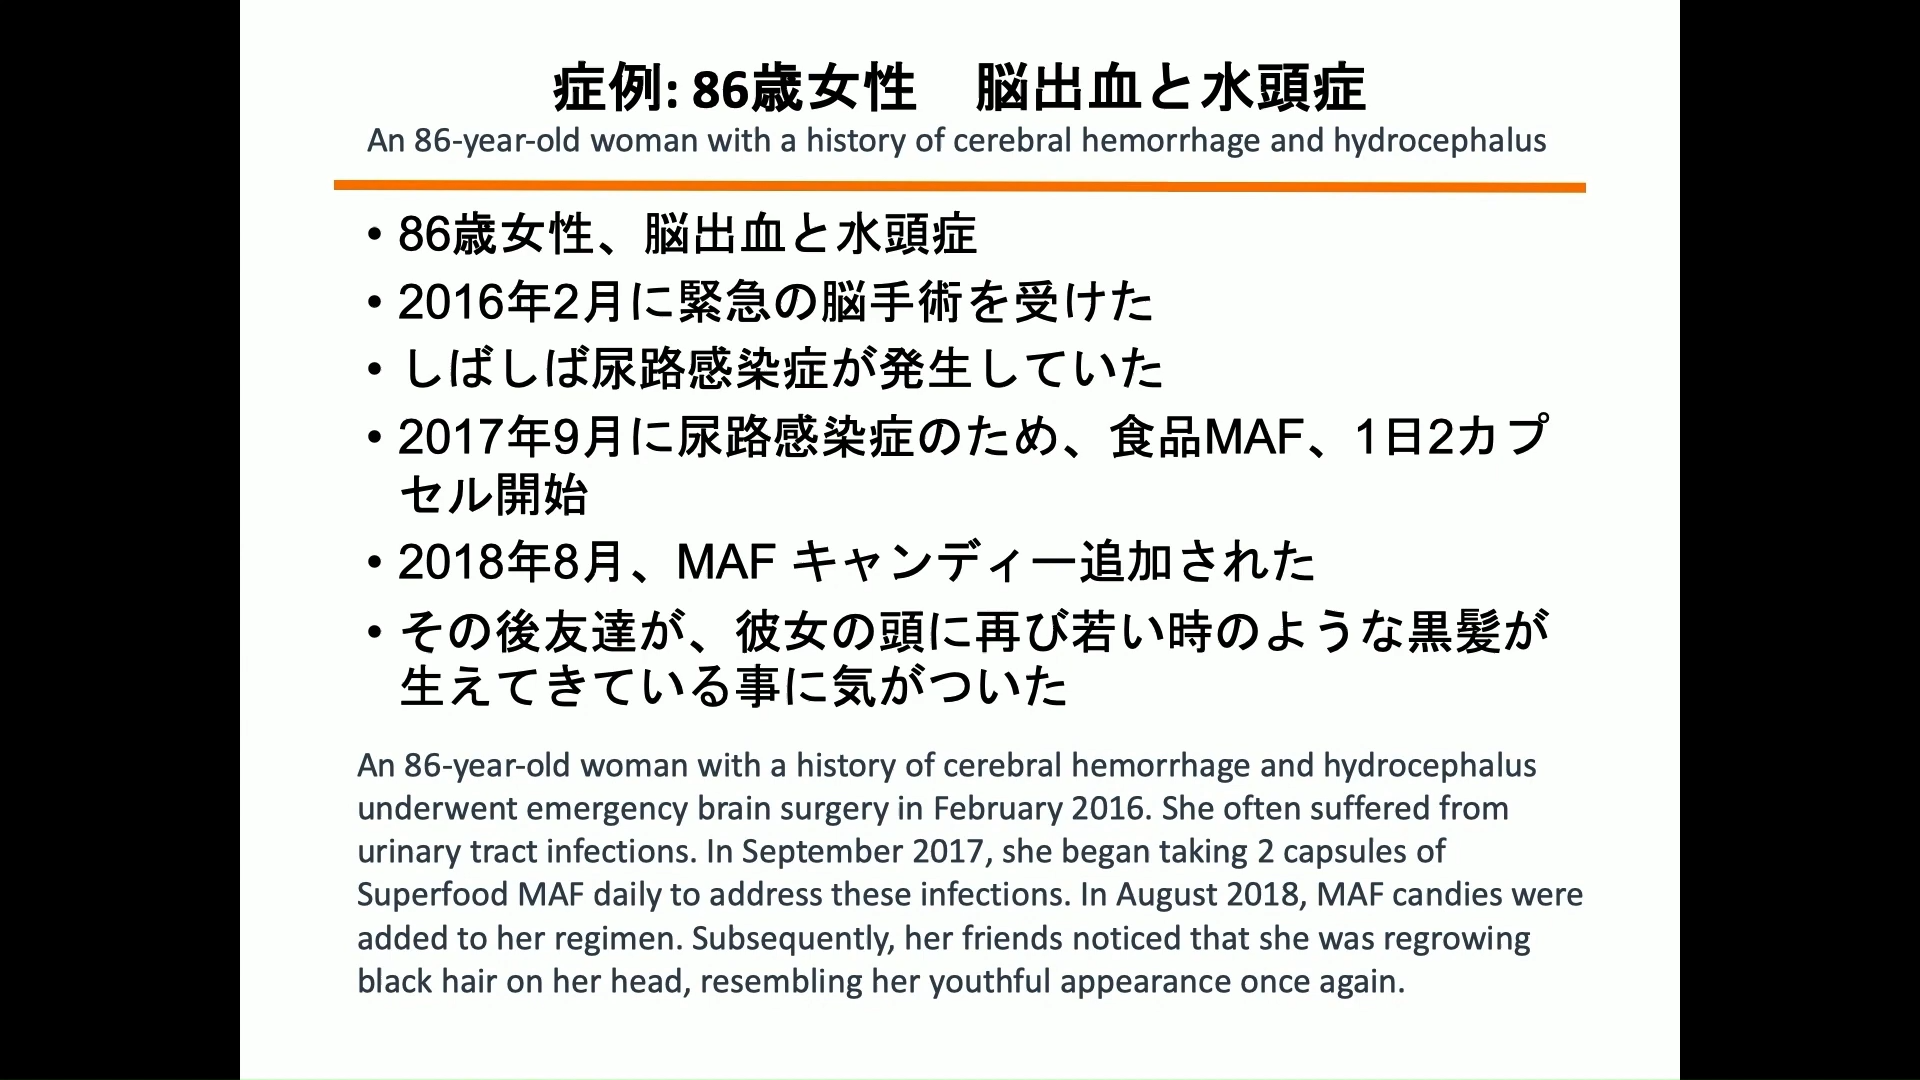 症例: 86歳女性　脳出血と水頭症
An 86-year-old woman with a history of cerebral hemorrhage and hydrocephalus
• 86歳女性、脳出血と水頭症
• 2016年2月に緊急の脳手術を受けた
• しばしば尿路感染症が発生していた
• 2017年9月に尿路感染症のため、食品MAF、1日2カプ
セル開始
• 2018年8月、MAF キャンディー追加された
• その後友達が、彼女の頭に再び若い時のような黒髪が
生えてきている事に気がついた
An 86-year-old woman with a history of cerebral hemorrhage and hydrocephalus
underwent emergency brain surgery in February 2016. She often suffered from
urinary tract infections. In September 2017, she began taking 2 capsules of
Superfood MAF daily to address these infections. In August 2018, MAF candies were
added to her regimen. Subsequently, her friends noticed that she was regrowing
black hair on her head, resembling her youthful appearance once again.